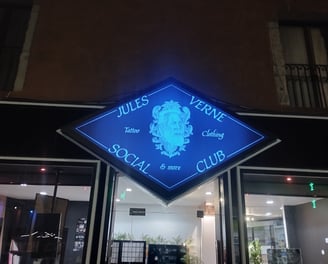 JULES VERNE
Tattoo Clothing
SOCIAL CLUB
& more